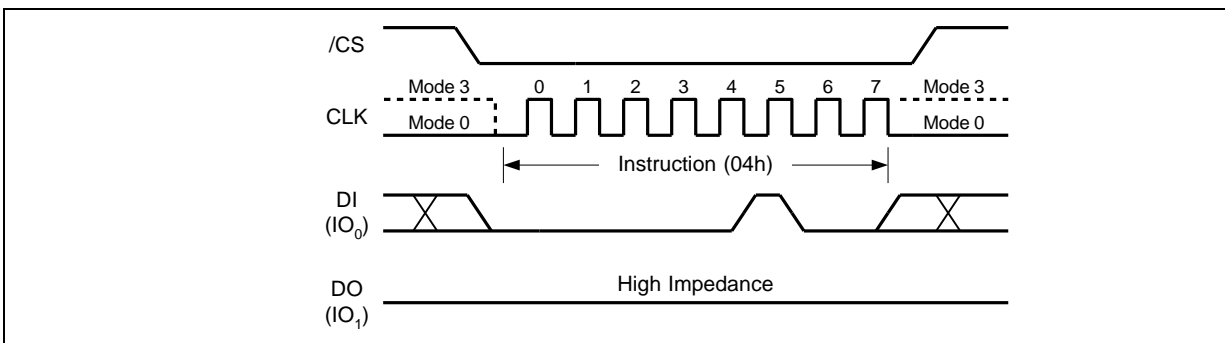 /CS
Mode 3 0 1 2 3 4 5 6 7 Mode 3
CLK
Mode 0 Mode 0
Instruction (04h)
DI
(IO0)
High Impedance
DO
(IO1)